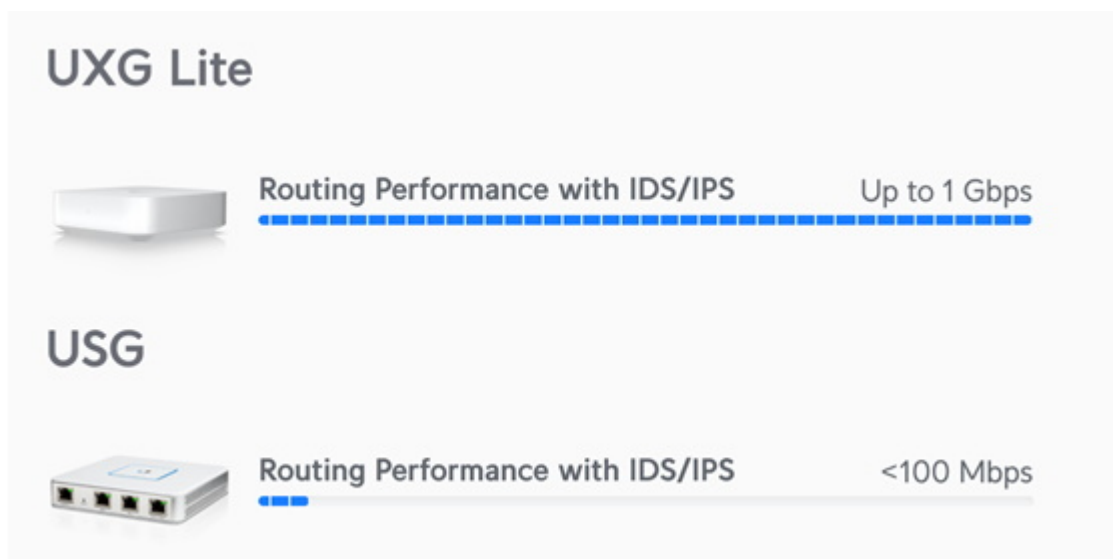 UXG Lite
Routing Performance with IDS/IPS Up to 1 Gbps
USG
Routing Performance with IDS/IPS <100 Mbps